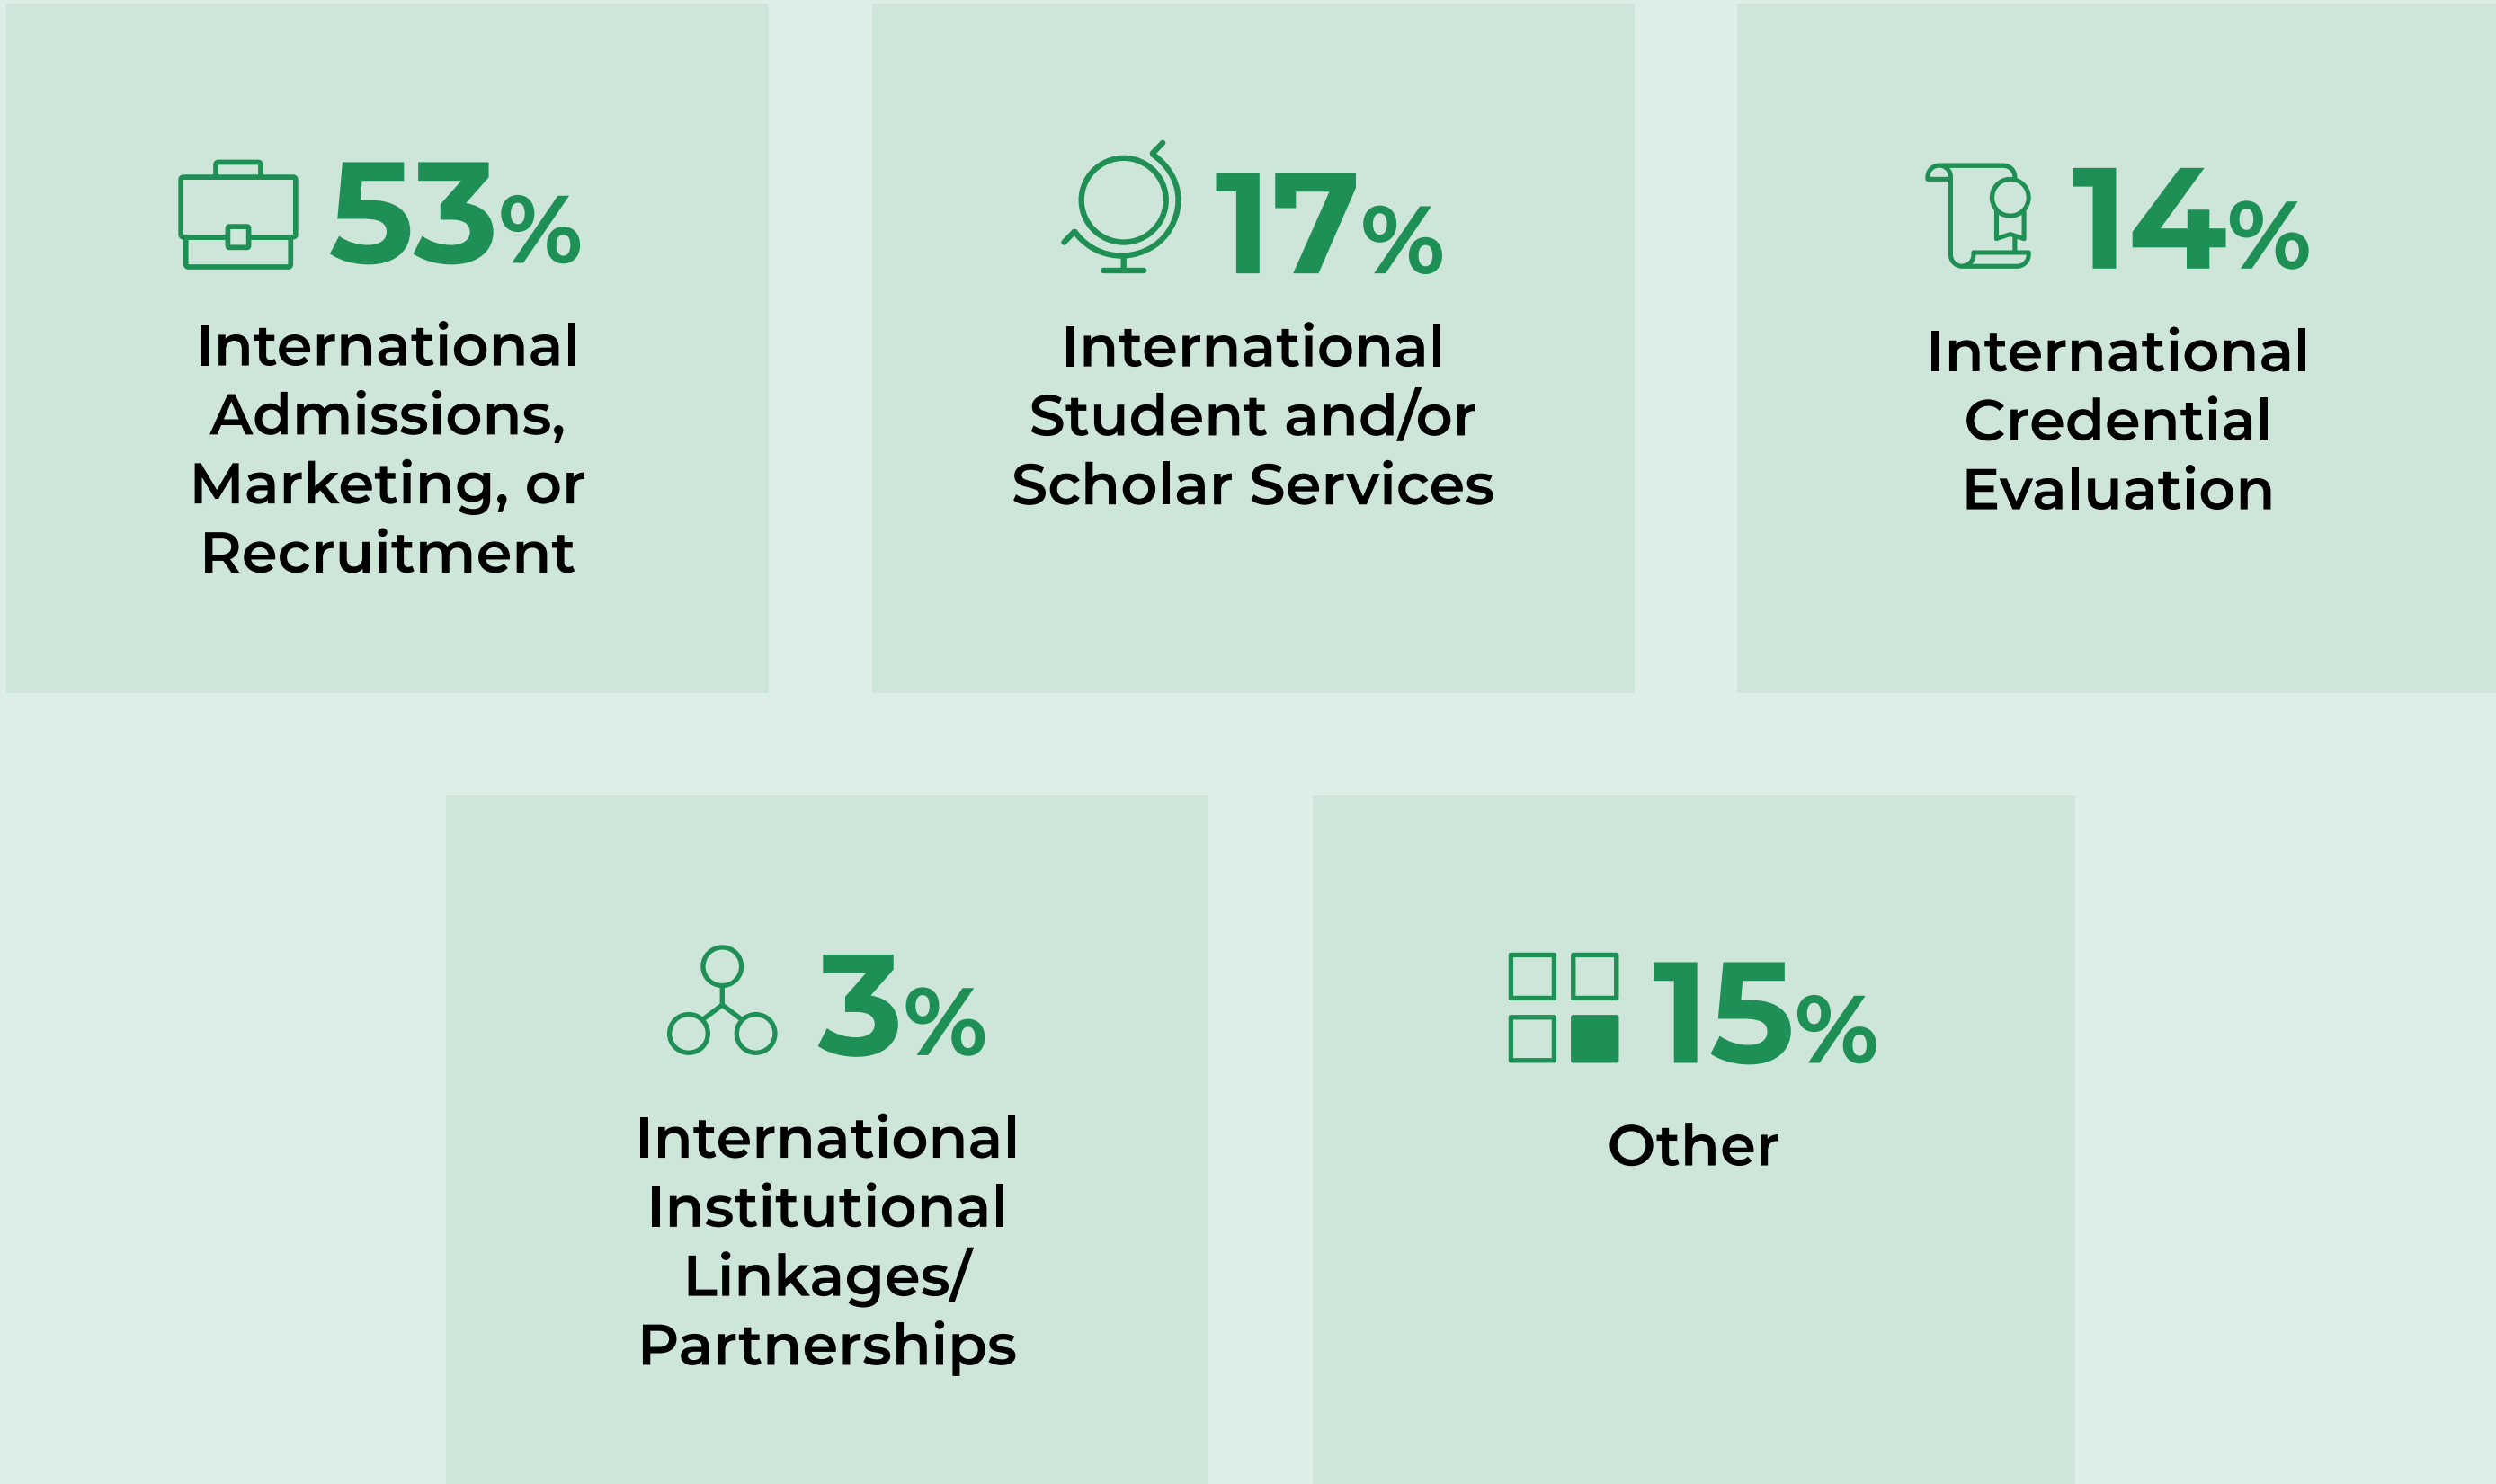 53%
International
Admissions,
Marketing, or
Recruitment
17%
International
Student and/or
Scholar Services
14%
International
Credential
Evaluation
3%
International
Institutional
Linkages/
Partnerships
15%
Other